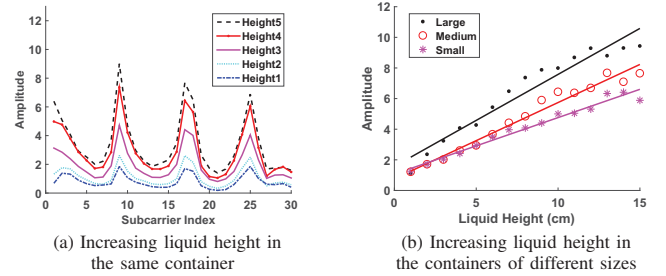 12
10
8
6
4
2
0
Amplitude
Height5
Height4
Height3
Height2
Height1
0 5 10 15 20 25 30
Subcarrier Index
(a) Increasing liquid height in
the same container
12
10
8
6
4
2
0
Amplitude
Large
Medium
Small
0 5 10 15
Liquid Height (cm)
(b) Increasing liquid height in
the containers of different sizes